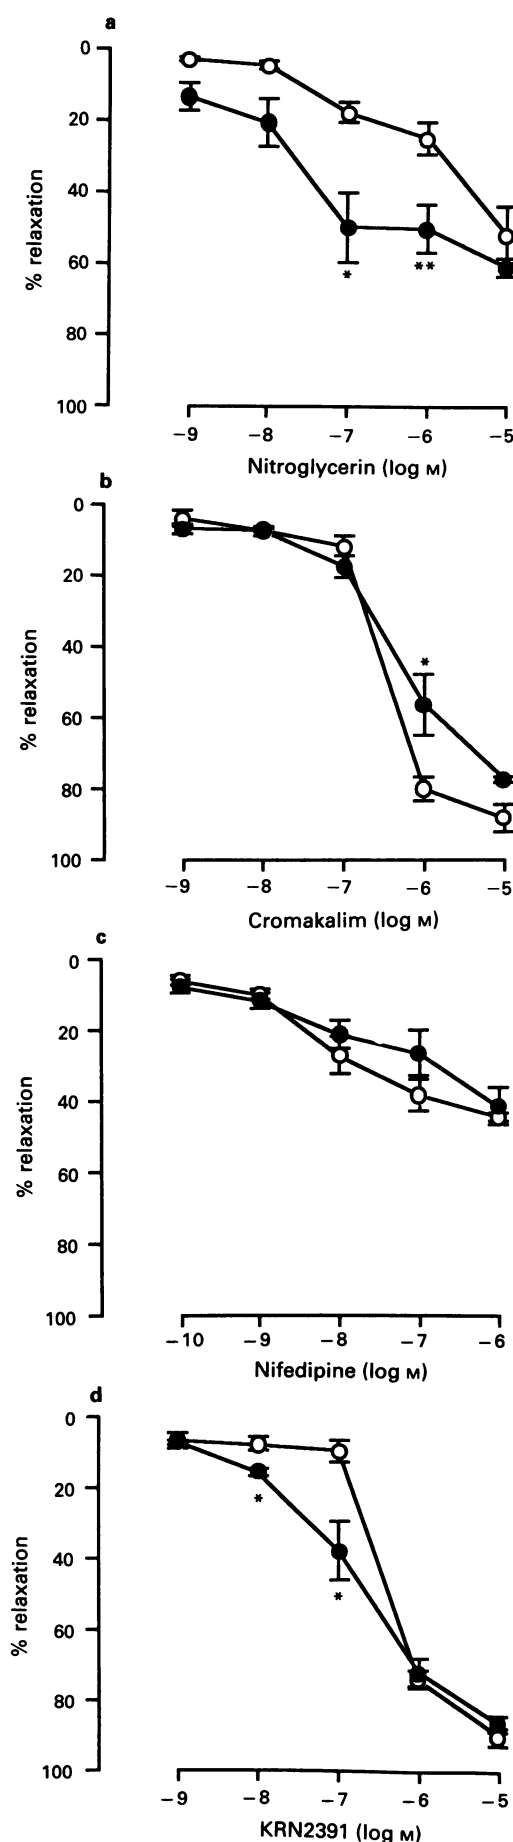 a
0
20
40
60
80
100
% relaxation
*
**
−9 −8 −7 −6 −5
Nitroglycerin (log M)
b
0
20
40
60
80
100
% relaxation
*
−9 −8 −7 −6 −5
Cromakalim (log M)
c
0
20
40
60
80
100
% relaxation
−10 −9 −8 −7 −6
Nifedipine (log M)
d
0
20
40
60
80
100
% relaxation
*
*
−9 −8 −7 −6 −5
KRN2391 (log M)